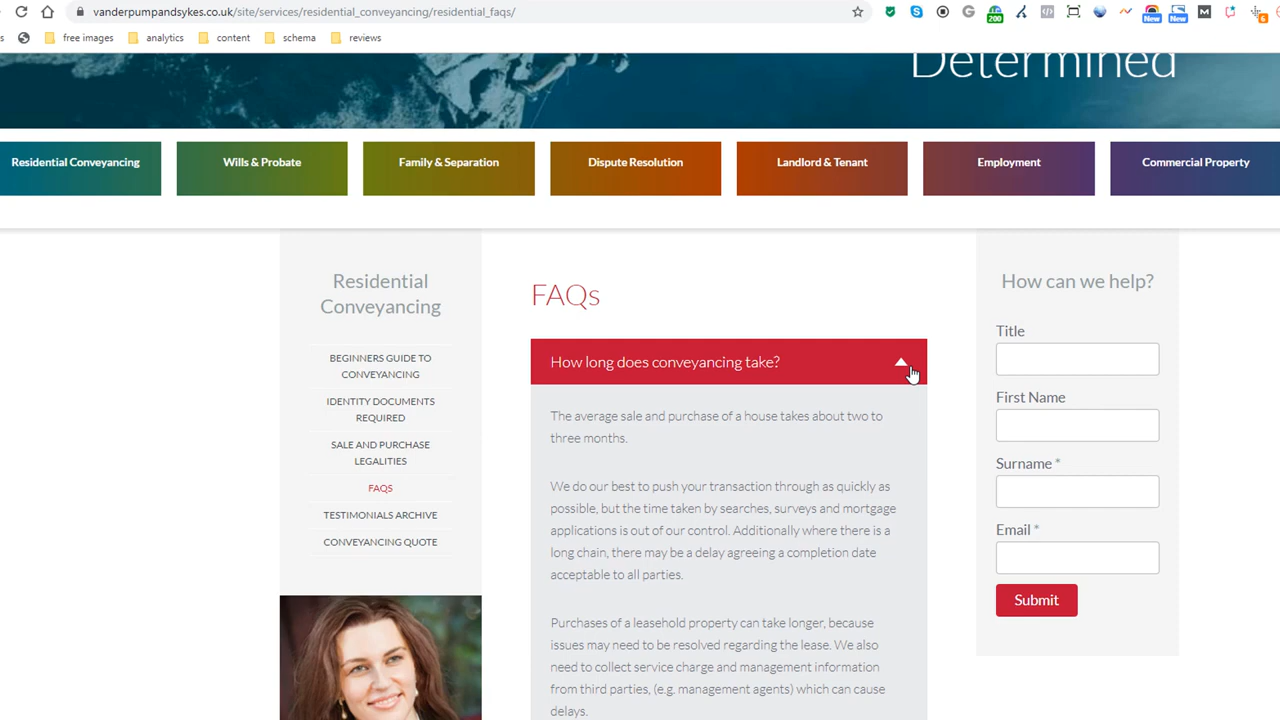 vanderpumpandsykes.co.uk/site/services/residential_conveyancing/residential_faqs/
200
New
New
M
6
s
free images
analytics
content
schema
reviews
Determined
Residential Conveyancing
Wills & Probate
Family & Separation
Dispute Resolution
Landlord & Tenant
Employment
Commercial Property
Residential
Conveyancing
BEGINNERS GUIDE TO
CONVEYANCING
IDENTITY DOCUMENTS
REQUIRED
SALE AND PURCHASE
LEGALITIES
FAQS
TESTIMONIALS ARCHIVE
CONVEYANCING QUOTE
FAQs
How long does conveyancing take?
The average sale and purchase of a house takes about two to
three months.
We do our best to push your transaction through as quickly as
possible, but the time taken by searches, surveys and mortgage
applications is out of our control. Additionally where there is a
long chain, there may be a delay agreeing a completion date
acceptable to all parties.
Purchases of a leasehold property can take longer, because
issues may need to be resolved regarding the lease. We also
need to collect service charge and management information
from third parties, (e.g. management agents) which can cause
delays.
How can we help?
Title
First Name
Surname *
Email *
Submit